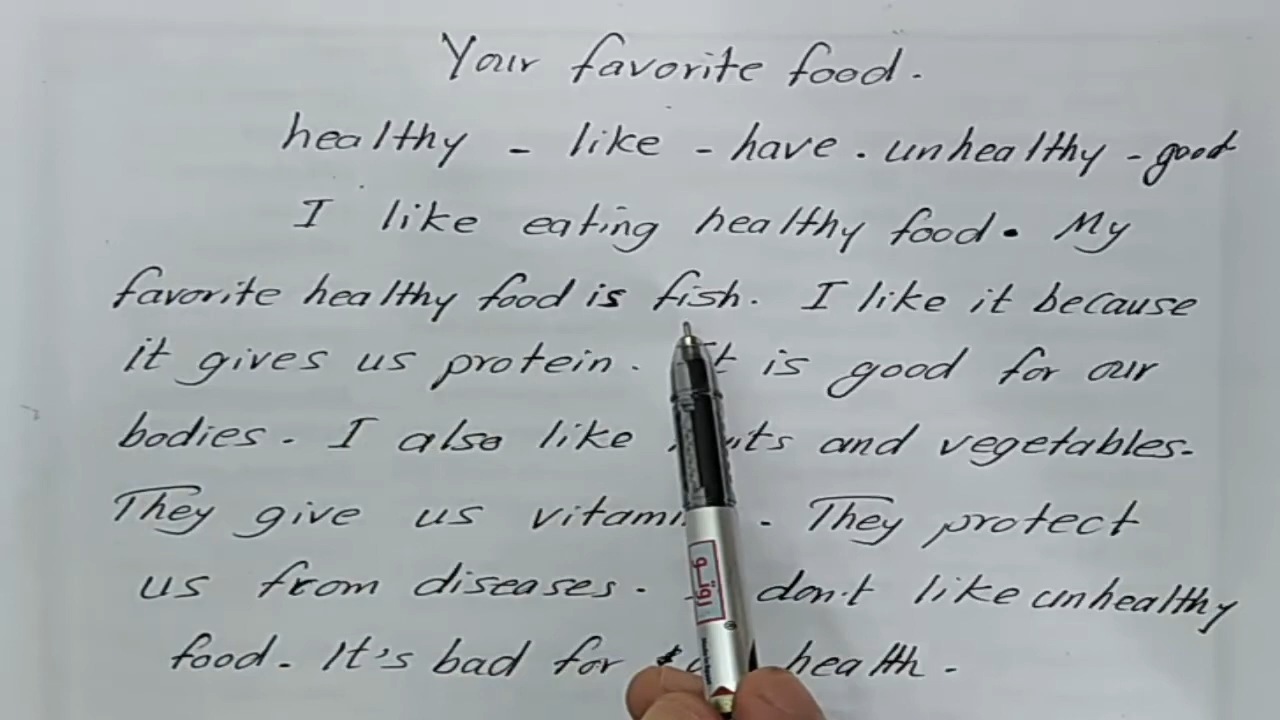 Your favorite food.
healthy - like - have . unhealthy - good
I like eating healthy food. My
favorite healthy food is fish. I like it because
it gives us protein. It is good for our
bodies. I also like and vegetables.
They give us . They protect
us from diseases. don't like unhealthy
food. It's bad for health.